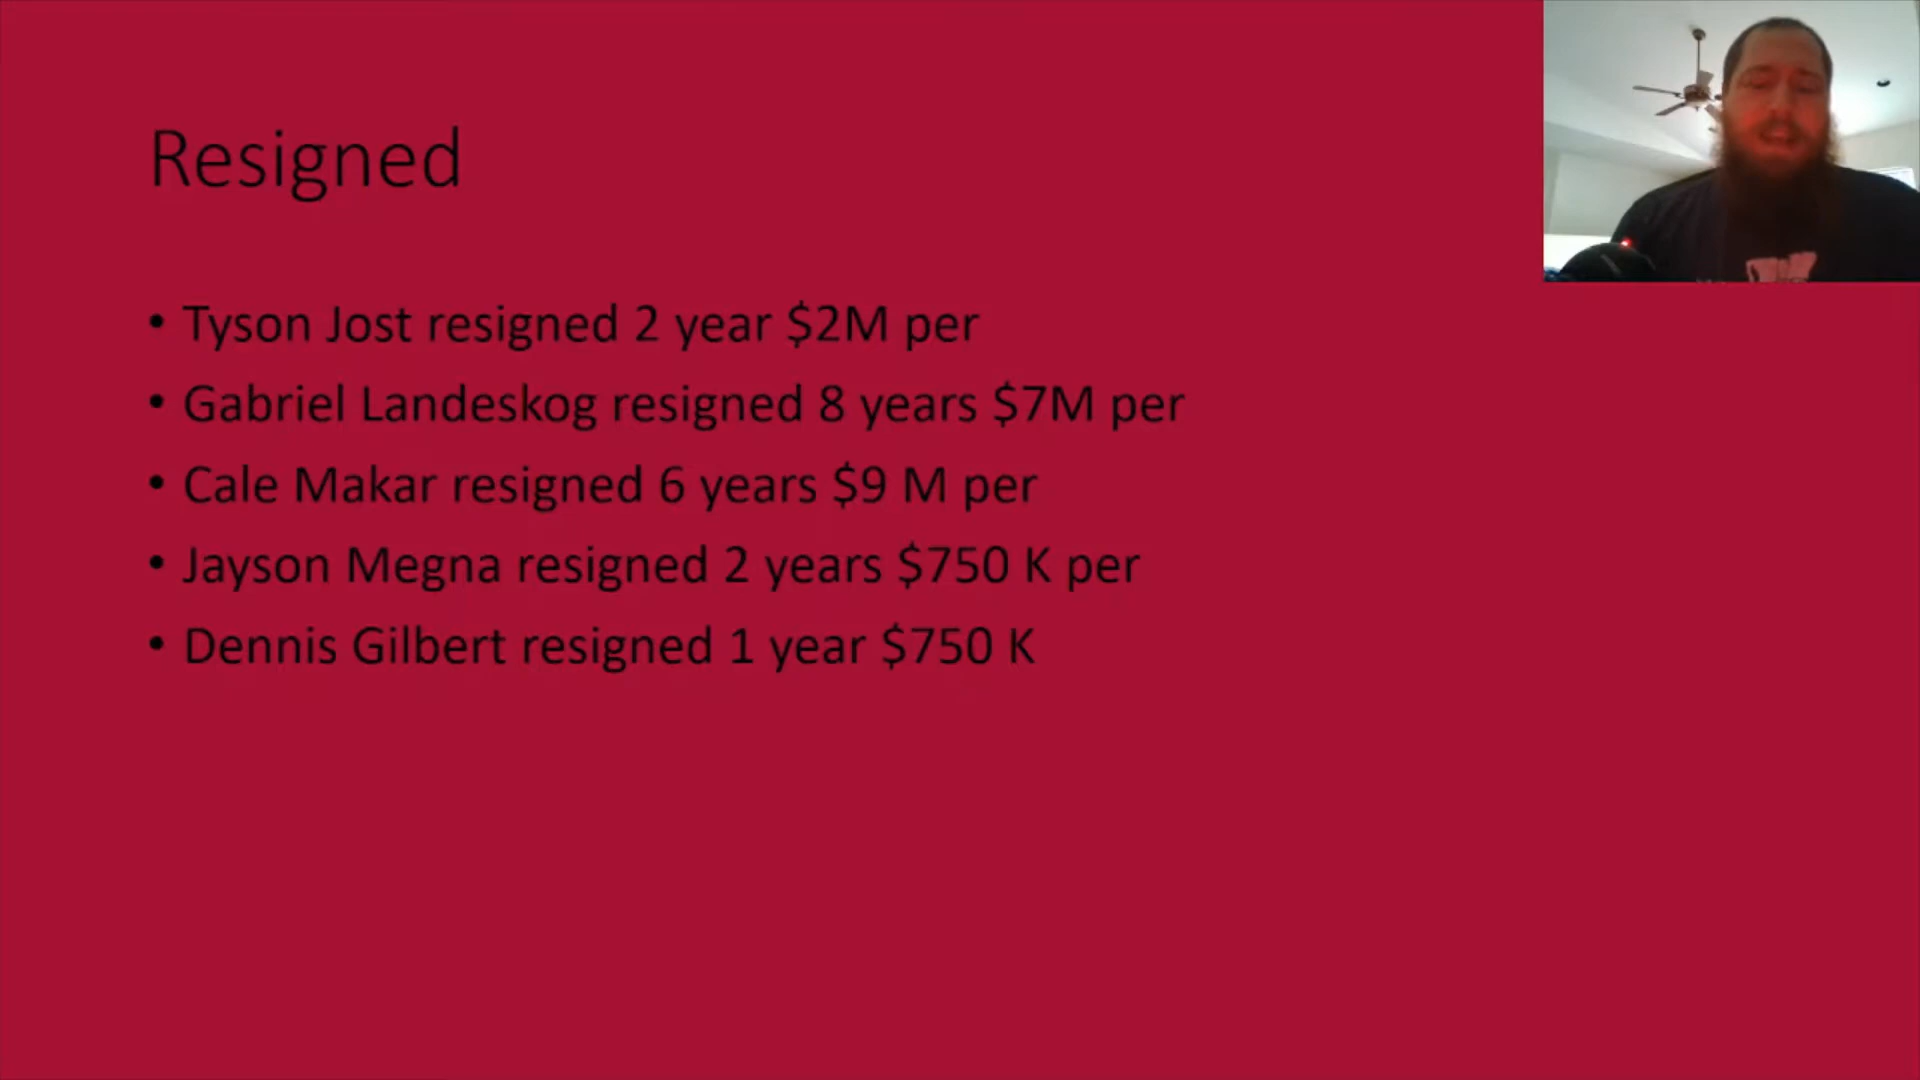 Resigned
• Tyson Jost resigned 2 year $2M per
• Gabriel Landeskog resigned 8 years $7M per
• Cale Makar resigned 6 years $9 M per
• Jayson Megna resigned 2 years $750 K per
• Dennis Gilbert resigned 1 year $750 K